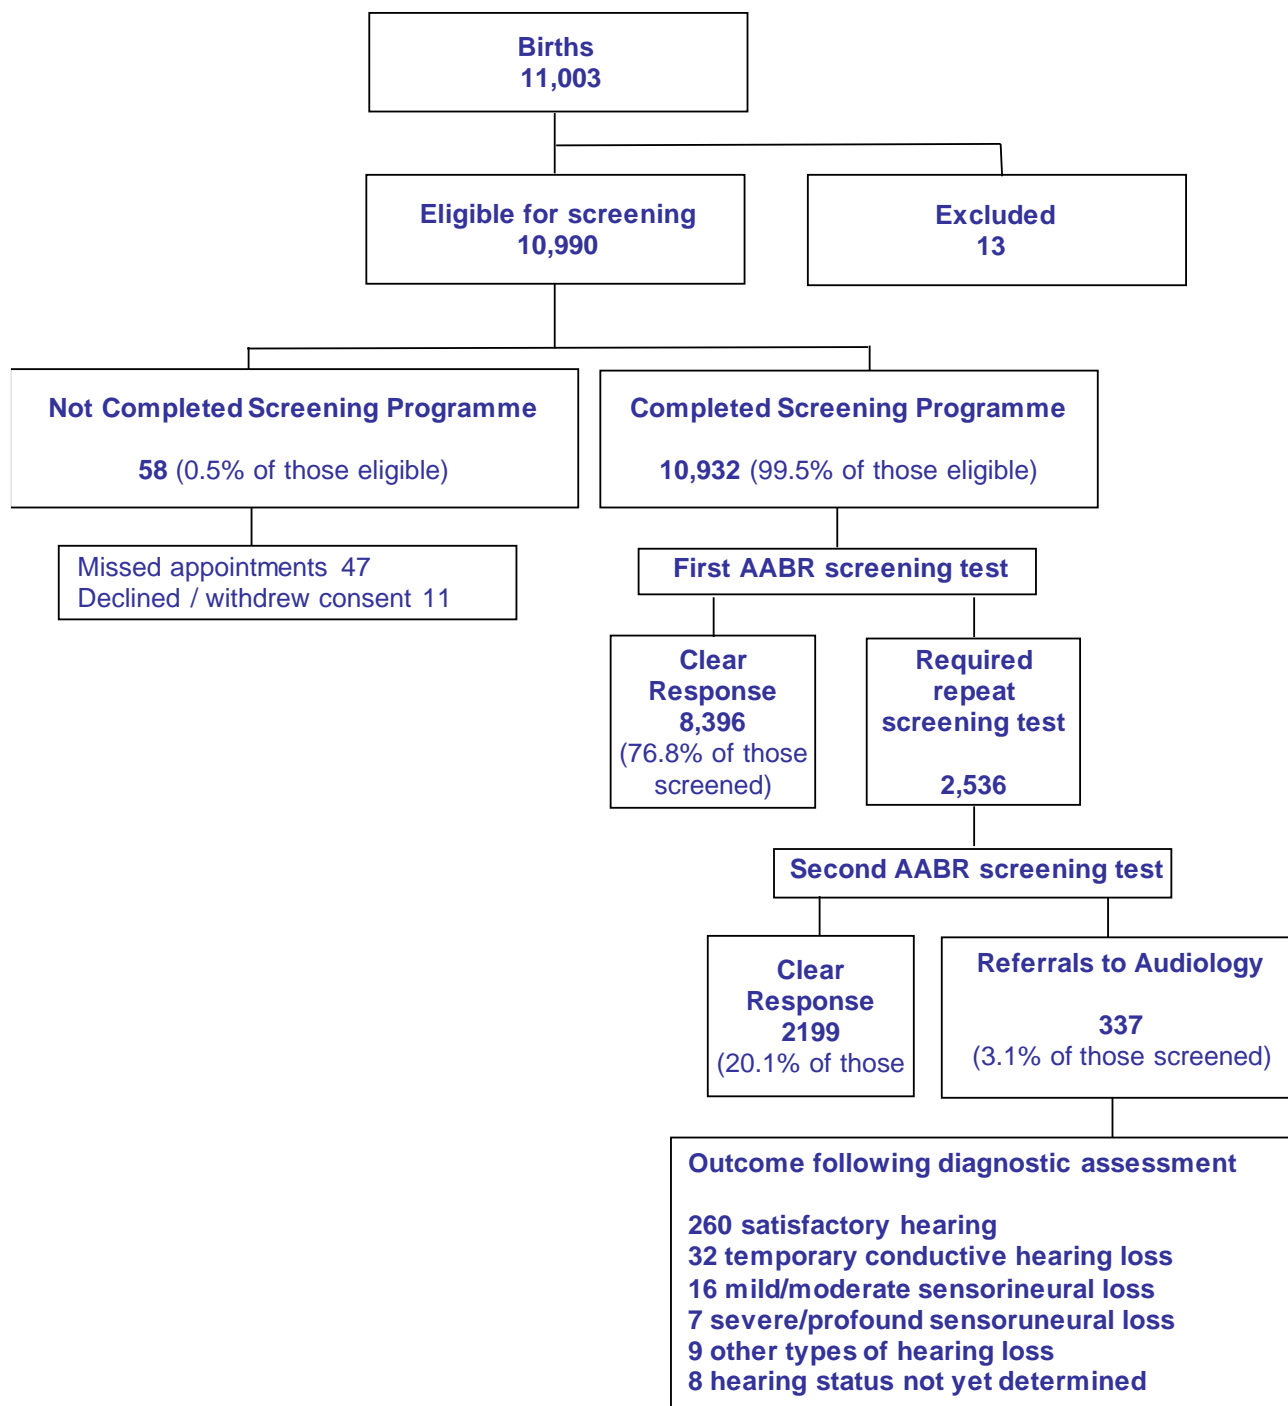 Births
11,003
Eligible for screening
10,990
Excluded
13
Not Completed Screening Programme
58 (0.5% of those eligible)
Completed Screening Programme
10,932 (99.5% of those eligible)
Missed appointments 47
Declined / withdrew consent 11
First AABR screening test
Clear
Response
8,396
(76.8% of those
screened)
Required
repeat
screening test
2,536
Second AABR screening test
Clear
Response
2199
(20.1% of those
Referrals to Audiology
337
(3.1% of those screened)
Outcome following diagnostic assessment
260 satisfactory hearing
32 temporary conductive hearing loss
16 mild/moderate sensorineural loss
7 severe/profound sensoruneural loss
9 other types of hearing loss
8 hearing status not yet determined